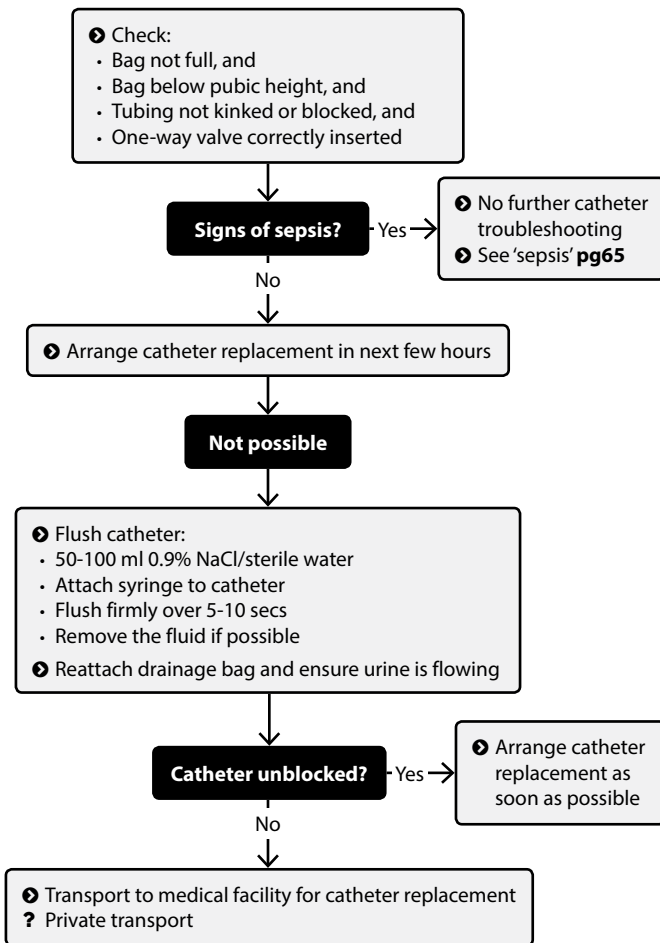 ➲ Check:
• Bag not full, and
• Bag below pubic height, and
• Tubing not kinked or blocked, and
• One-way valve correctly inserted
Signs of sepsis?
Yes
➲ No further catheter
troubleshooting
➲ See ‘sepsis’ pg65
No
➲ Arrange catheter replacement in next few hours
Not possible
➲ Flush catheter:
• 50-100 ml 0.9% NaCl/sterile water
• Attach syringe to catheter
• Flush firmly over 5-10 secs
• Remove the fluid if possible
➲ Reattach drainage bag and ensure urine is flowing
Catheter unblocked?
Yes
➲ Arrange catheter
replacement as
soon as possible
No
➲ Transport to medical facility for catheter replacement
? Private transport